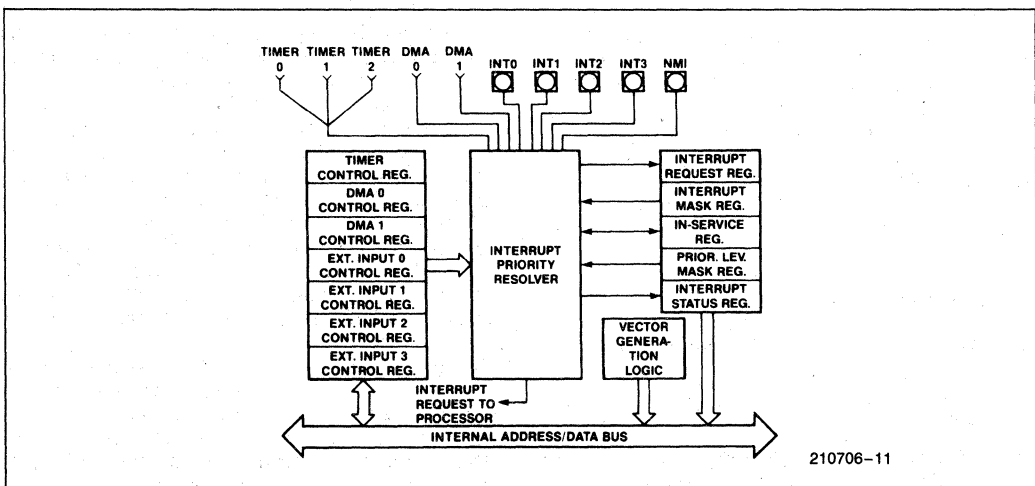 TIMER TIMER TIMER DMA DMA
0 1 2 0 1
INT0 INT1 INT2 INT3 NMI
TIMER
CONTROL REG.
DMA 0
CONTROL REG.
DMA 1
CONTROL REG.
EXT. INPUT 0
CONTROL REG.
EXT. INPUT 1
CONTROL REG.
EXT. INPUT 2
CONTROL REG.
EXT. INPUT 3
CONTROL REG.
INTERRUPT
PRIORITY
RESOLVER
INTERRUPT
REQUEST REG.
INTERRUPT
MASK REG.
IN-SERVICE
REG.
PRIOR. LEV.
MASK REG.
INTERRUPT
STATUS REG.
VECTOR
GENERA-
TION
LOGIC
INTERRUPT
REQUEST TO
PROCESSOR
INTERNAL ADDRESS/DATA BUS
210706-11